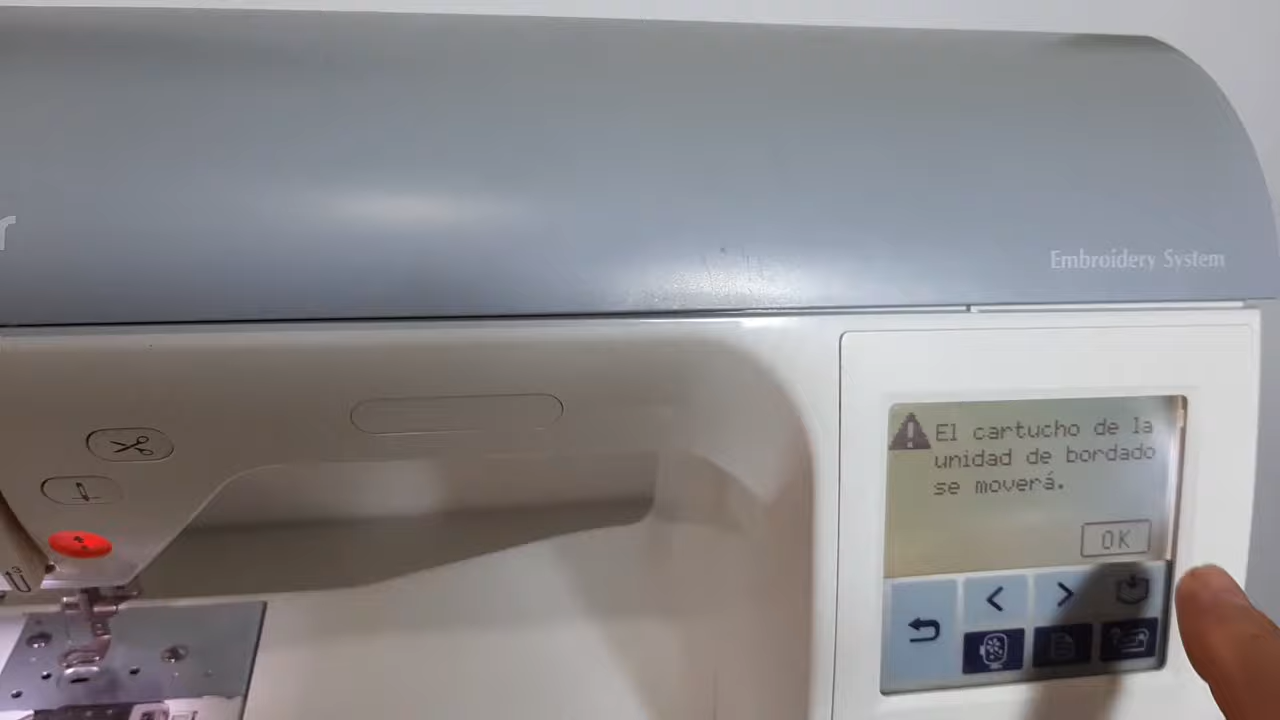 Embroidery System
El cartucho de la
unidad de bordado
se moverá.
OK